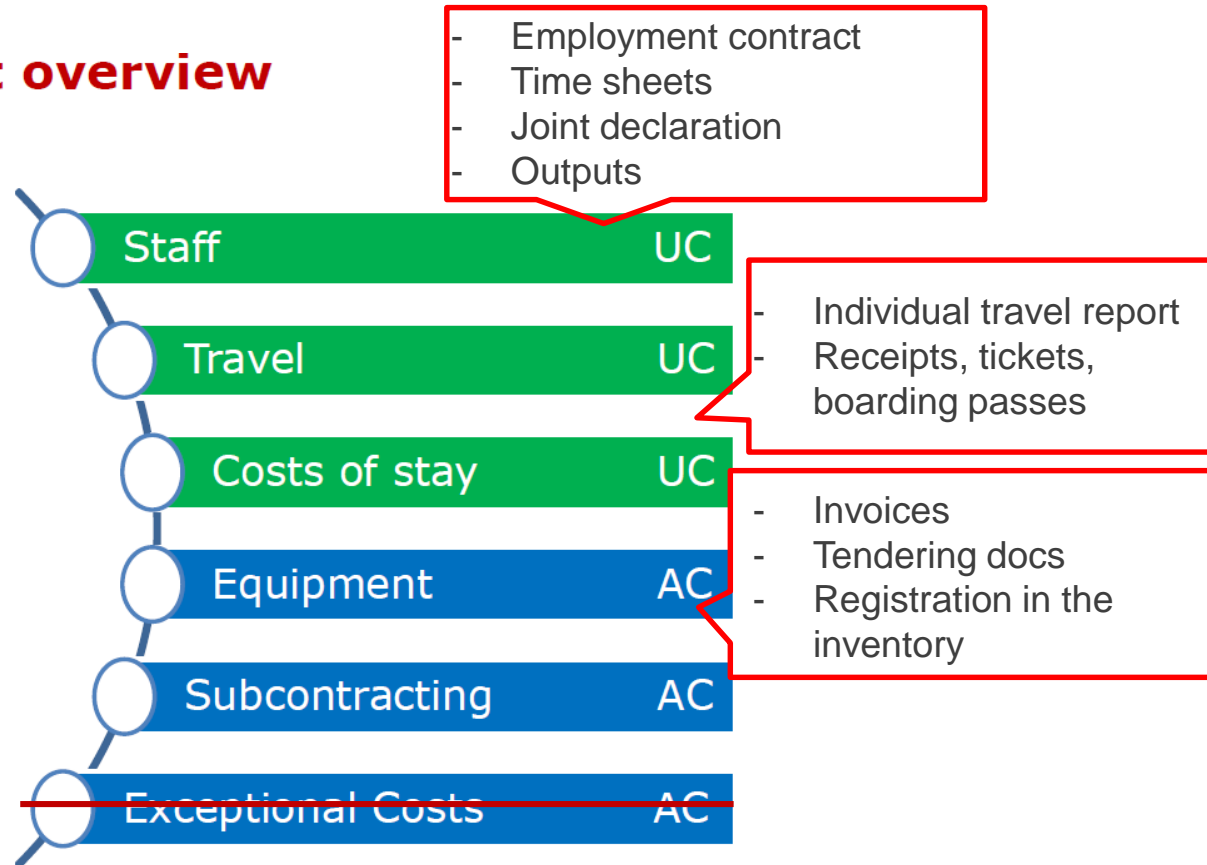 overview
- Employment contract
- Time sheets
- Joint declaration
- Outputs
Staff UC
Travel UC
- Individual travel report
- Receipts, tickets,
boarding passes
Costs of stay UC
- Invoices
- Tendering docs
- Registration in the
inventory
Equipment AC
Subcontracting AC
Exceptional Costs AC